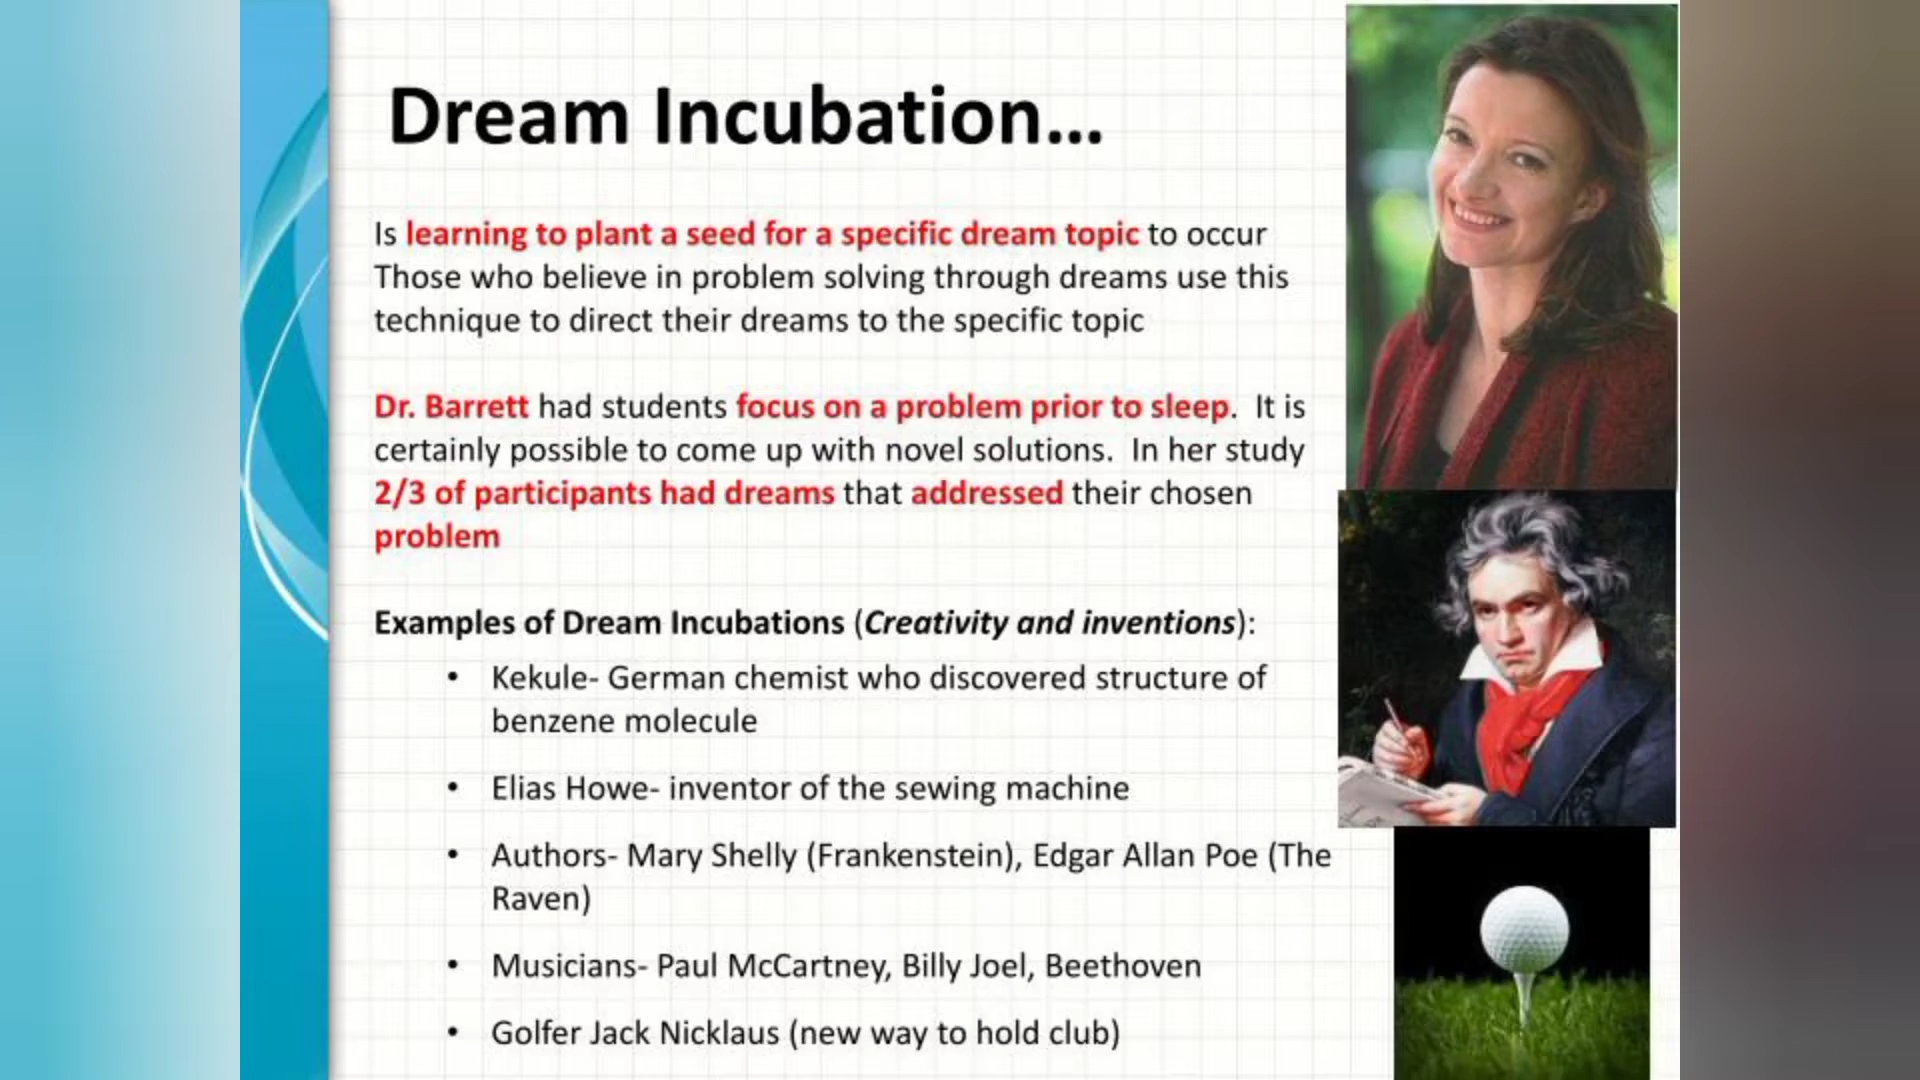 Dream Incubation...
Is learning to plant a seed for a specific dream topic to occur
Those who believe in problem solving through dreams use this
technique to direct their dreams to the specific topic
Dr. Barrett had students focus on a problem prior to sleep.  It is
certainly possible to come up with novel solutions.  In her study
2/3 of participants had dreams that addressed their chosen
problem
Examples of Dream Incubations (Creativity and inventions):
• Kekule- German chemist who discovered structure of
benzene molecule
• Elias Howe- inventor of the sewing machine
• Authors- Mary Shelly (Frankenstein), Edgar Allan Poe (The
Raven)
• Musicians- Paul McCartney, Billy Joel, Beethoven
• Golfer Jack Nicklaus (new way to hold club)